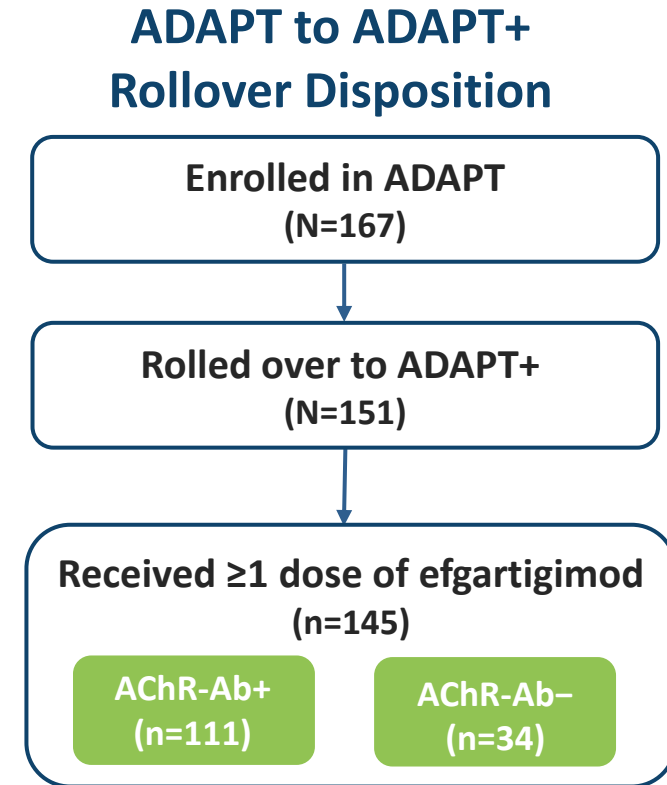 ADAPT to ADAPT+
Rollover Disposition
Enrolled in ADAPT
(N=167)
Rolled over to ADAPT+
(N=151)
Received ≥1 dose of efgartigimod
(n=145)
AChR-Ab+
(n=111)
AChR-Ab−
(n=34)